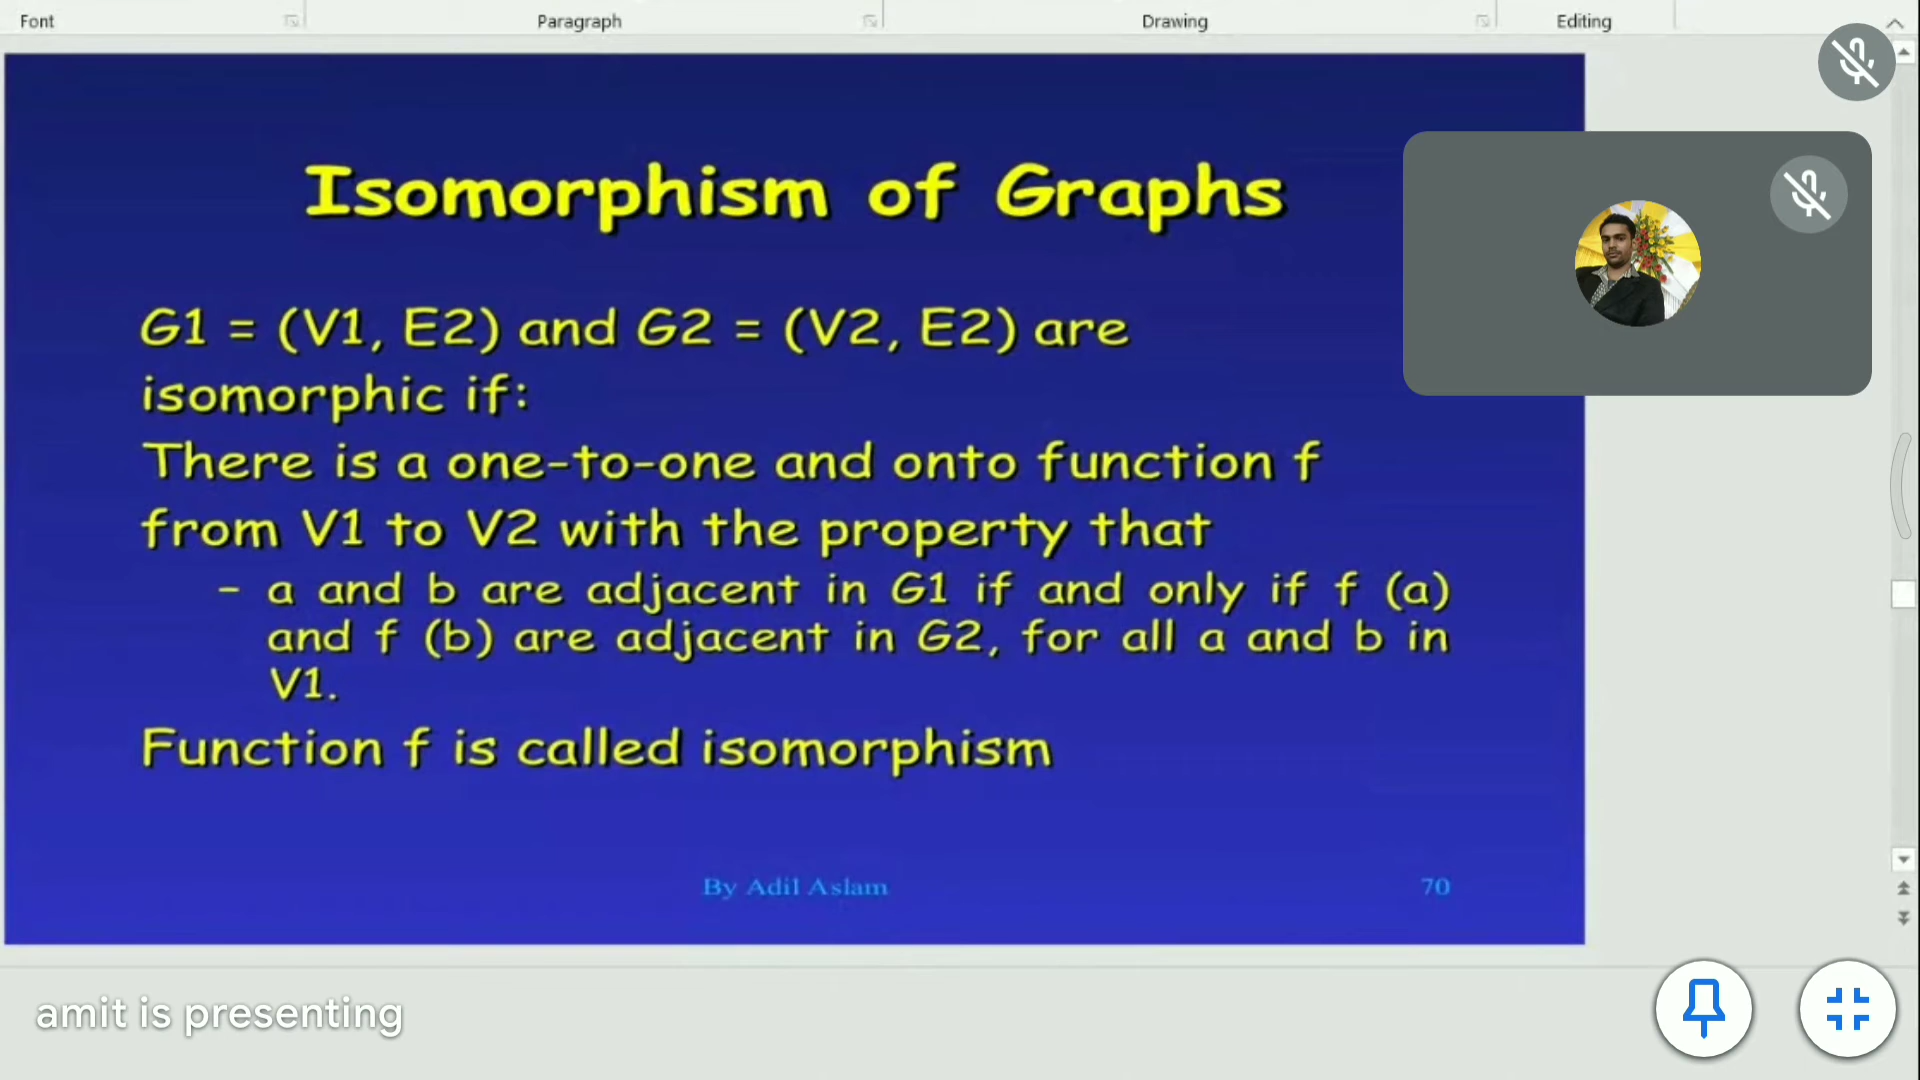 Font
Paragraph
Drawing
Editing
Isomorphism of Graphs
G1 = (V1, E2) and G2 = (V2, E2) are
isomorphic if:
There is a one-to-one and onto function f
from V1 to V2 with the property that
– a and b are adjacent in G1 if and only if f (a)
and f (b) are adjacent in G2, for all a and b in
V1.
Function f is called isomorphism
By Adil Aslam
70
amit is presenting